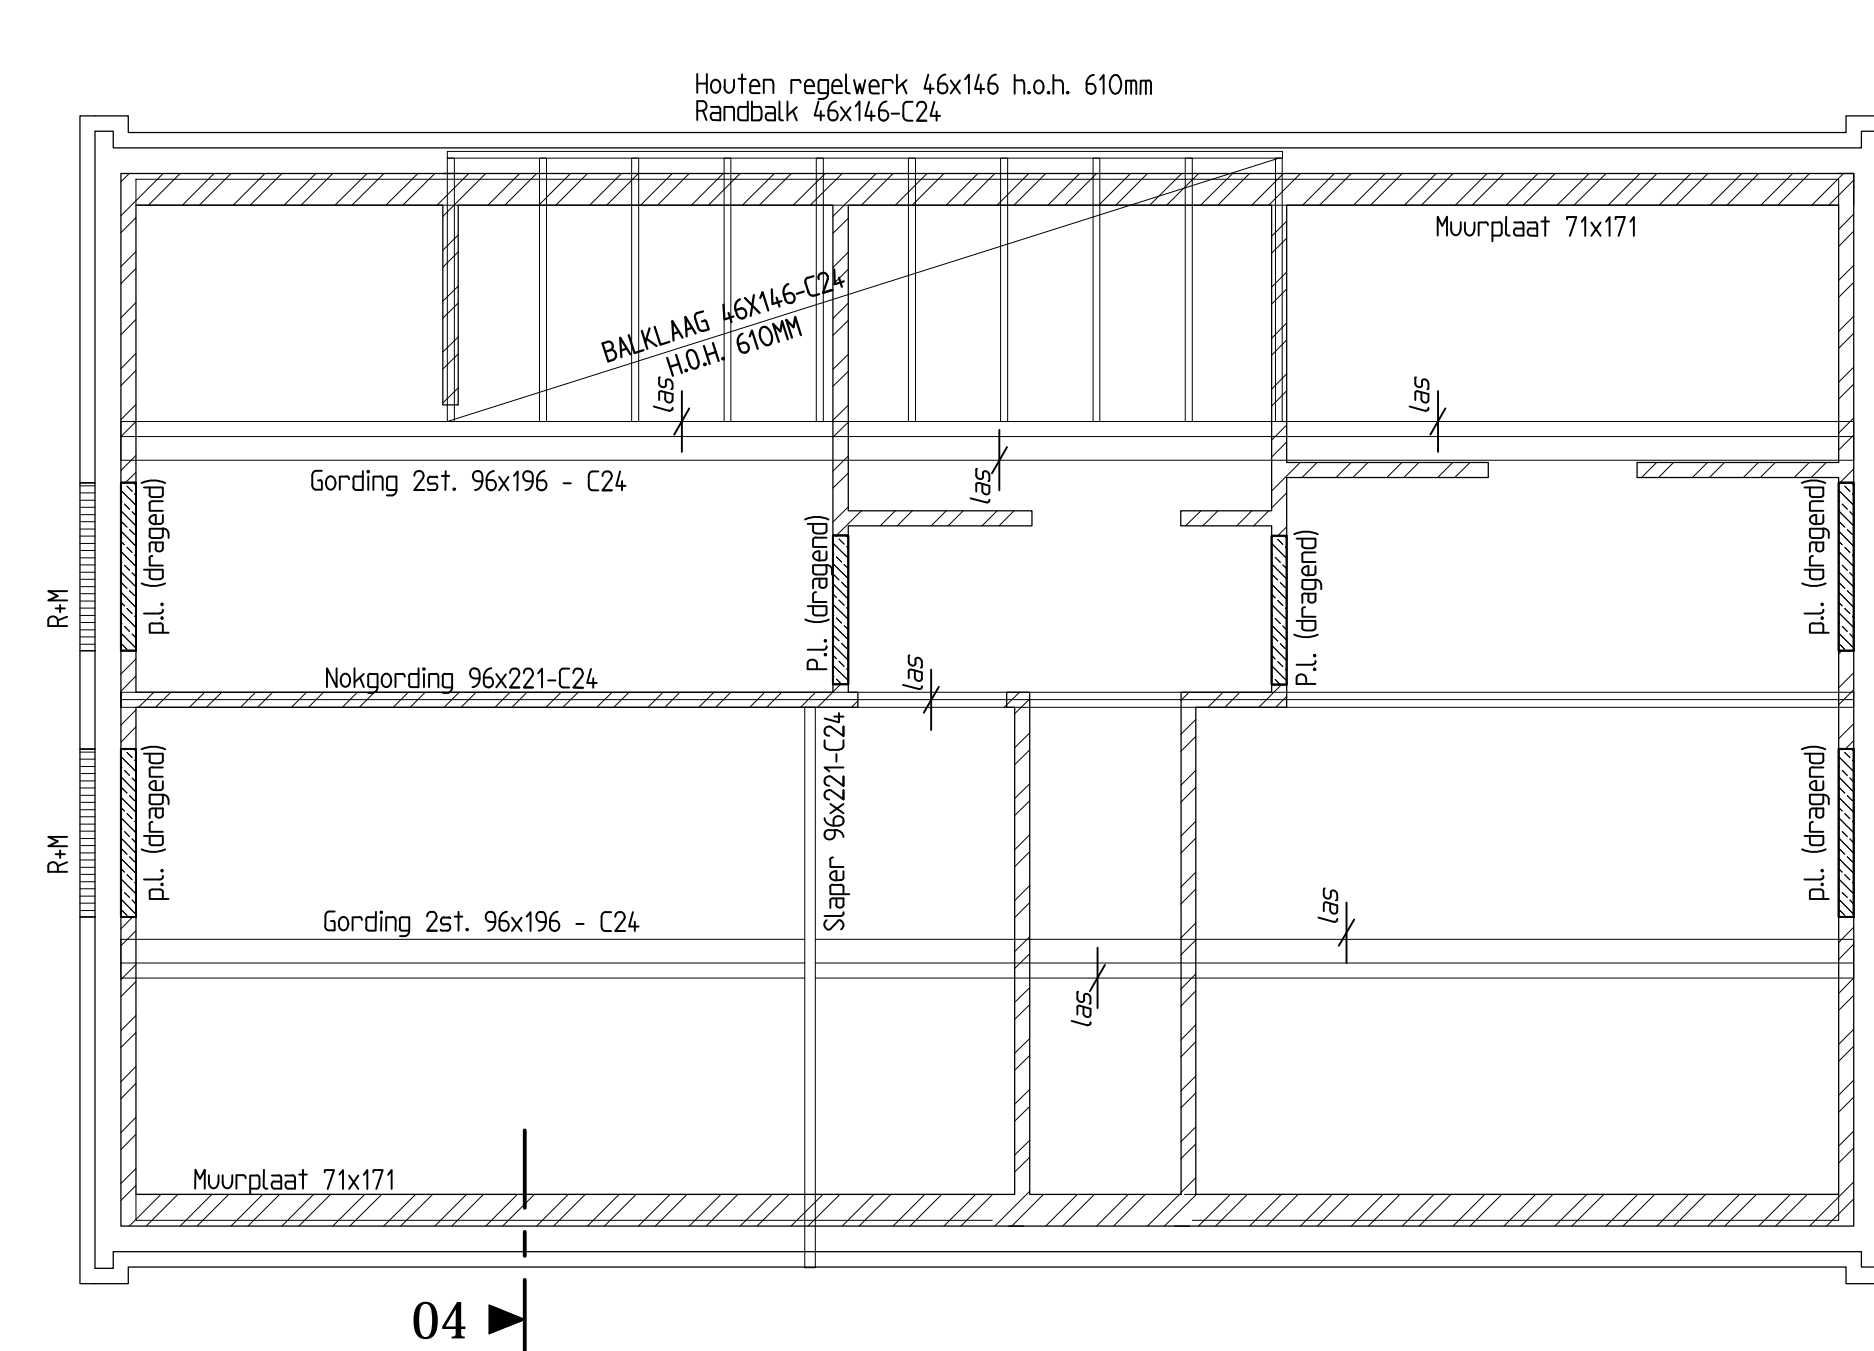 Houten regelwerk 46x146 h.o.h. 610mm
Randbalk 46x146-C24
Muurplaat 71x171
BALKLAAG 46X146-C24
H.O.H. 610MM
las
las
las
Gording 2st. 96x196 - C24
p.l. (dragend)
P.l. (dragend)
P.l. (dragend)
p.l. (dragend)
R+M
Nokgording 96x221-C24
las
Slaper 96x221-C24
p.l. (dragend)
p.l. (dragend)
R+M
Gording 2st. 96x196 - C24
las
las
Muurplaat 71x171
04